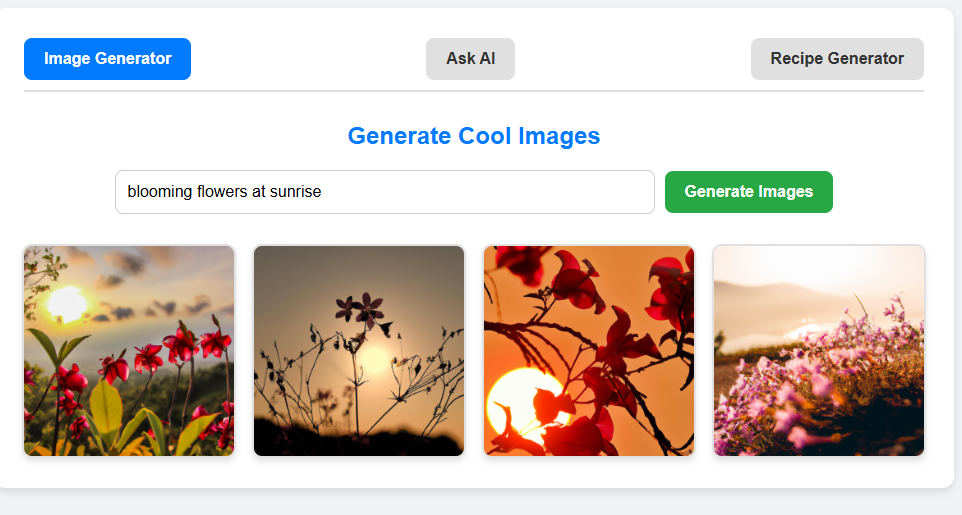 Image Generator
Ask AI
Recipe Generator
Generate Cool Images
blooming flowers at sunrise
Generate Images